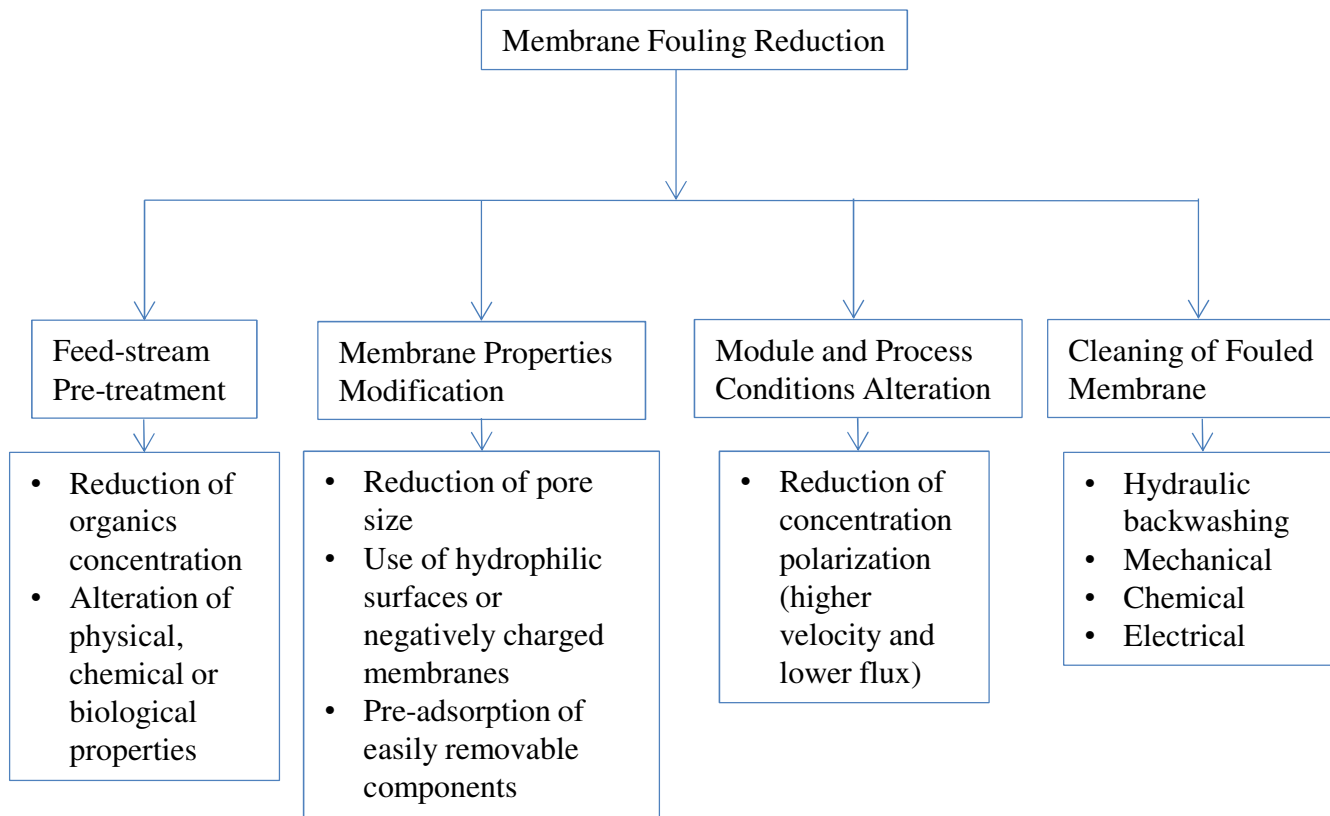 Membrane Fouling Reduction
Feed-stream
Pre-treatment
Membrane Properties
Modification
Module and Process
Conditions Alteration
Cleaning of Fouled
Membrane
• Reduction of
organics
concentration
• Alteration of
physical,
chemical or
biological
properties
• Reduction of pore
size
• Use of hydrophilic
surfaces or
negatively charged
membranes
• Pre-adsorption of
easily removable
components
• Reduction of
concentration
polarization
(higher
velocity and
lower flux)
• Hydraulic
backwashing
• Mechanical
• Chemical
• Electrical